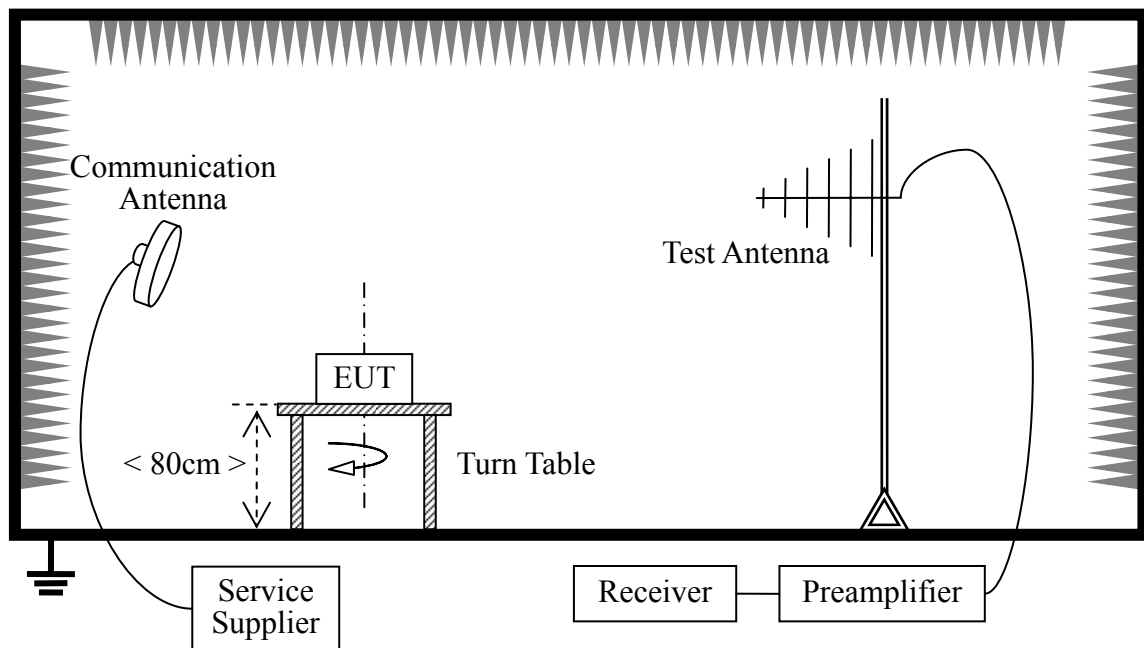 Communication
Antenna
Test Antenna
EUT
< 80cm >
Turn Table
Service
Supplier
Receiver
Preamplifier